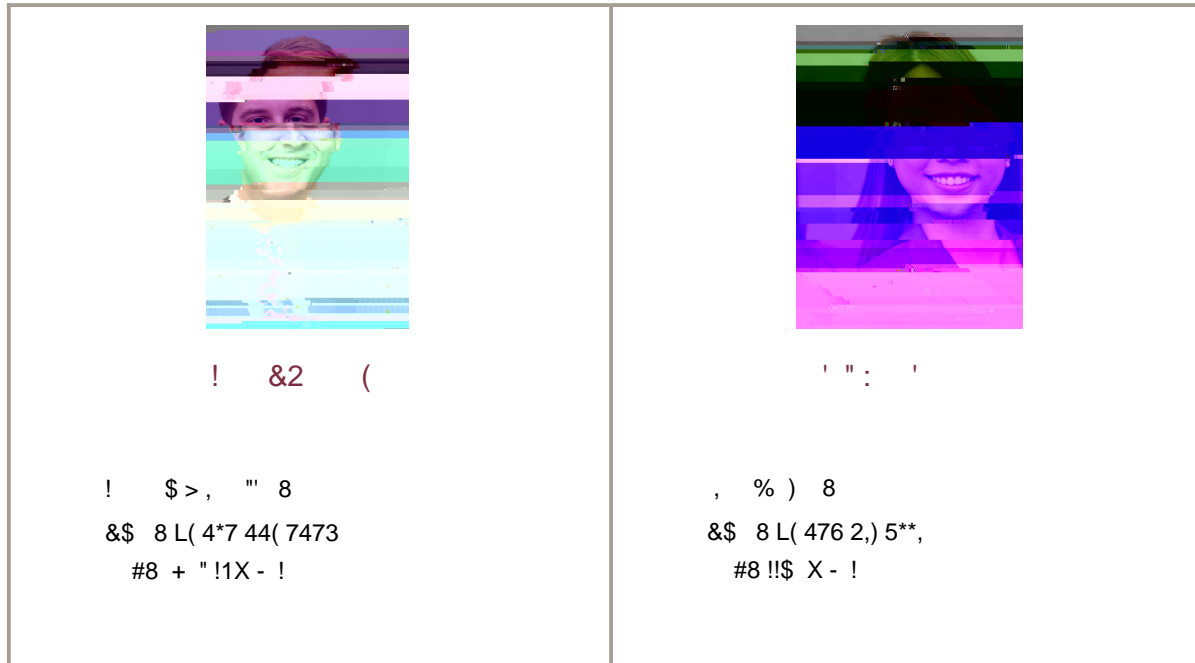 ! &2 (
! $ > , "' 8
&$ 8 L( 4*7 44( 7473
#8 + " !1X - !
' " : '
, % ) 8
&$ 8 L( 476 2,) 5**,
#8 !!$ X - !